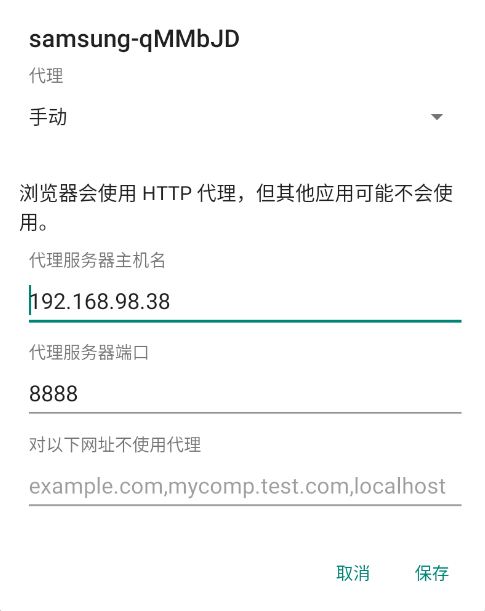 samsung-qMMbJD
代理
手动
浏览器会使用 HTTP 代理，但其他应用可能不会使
用。
代理服务器主机名
192.168.98.38
代理服务器端口
8888
对以下网址不使用代理
example.com,mycomp.test.com,localhost
取消 保存